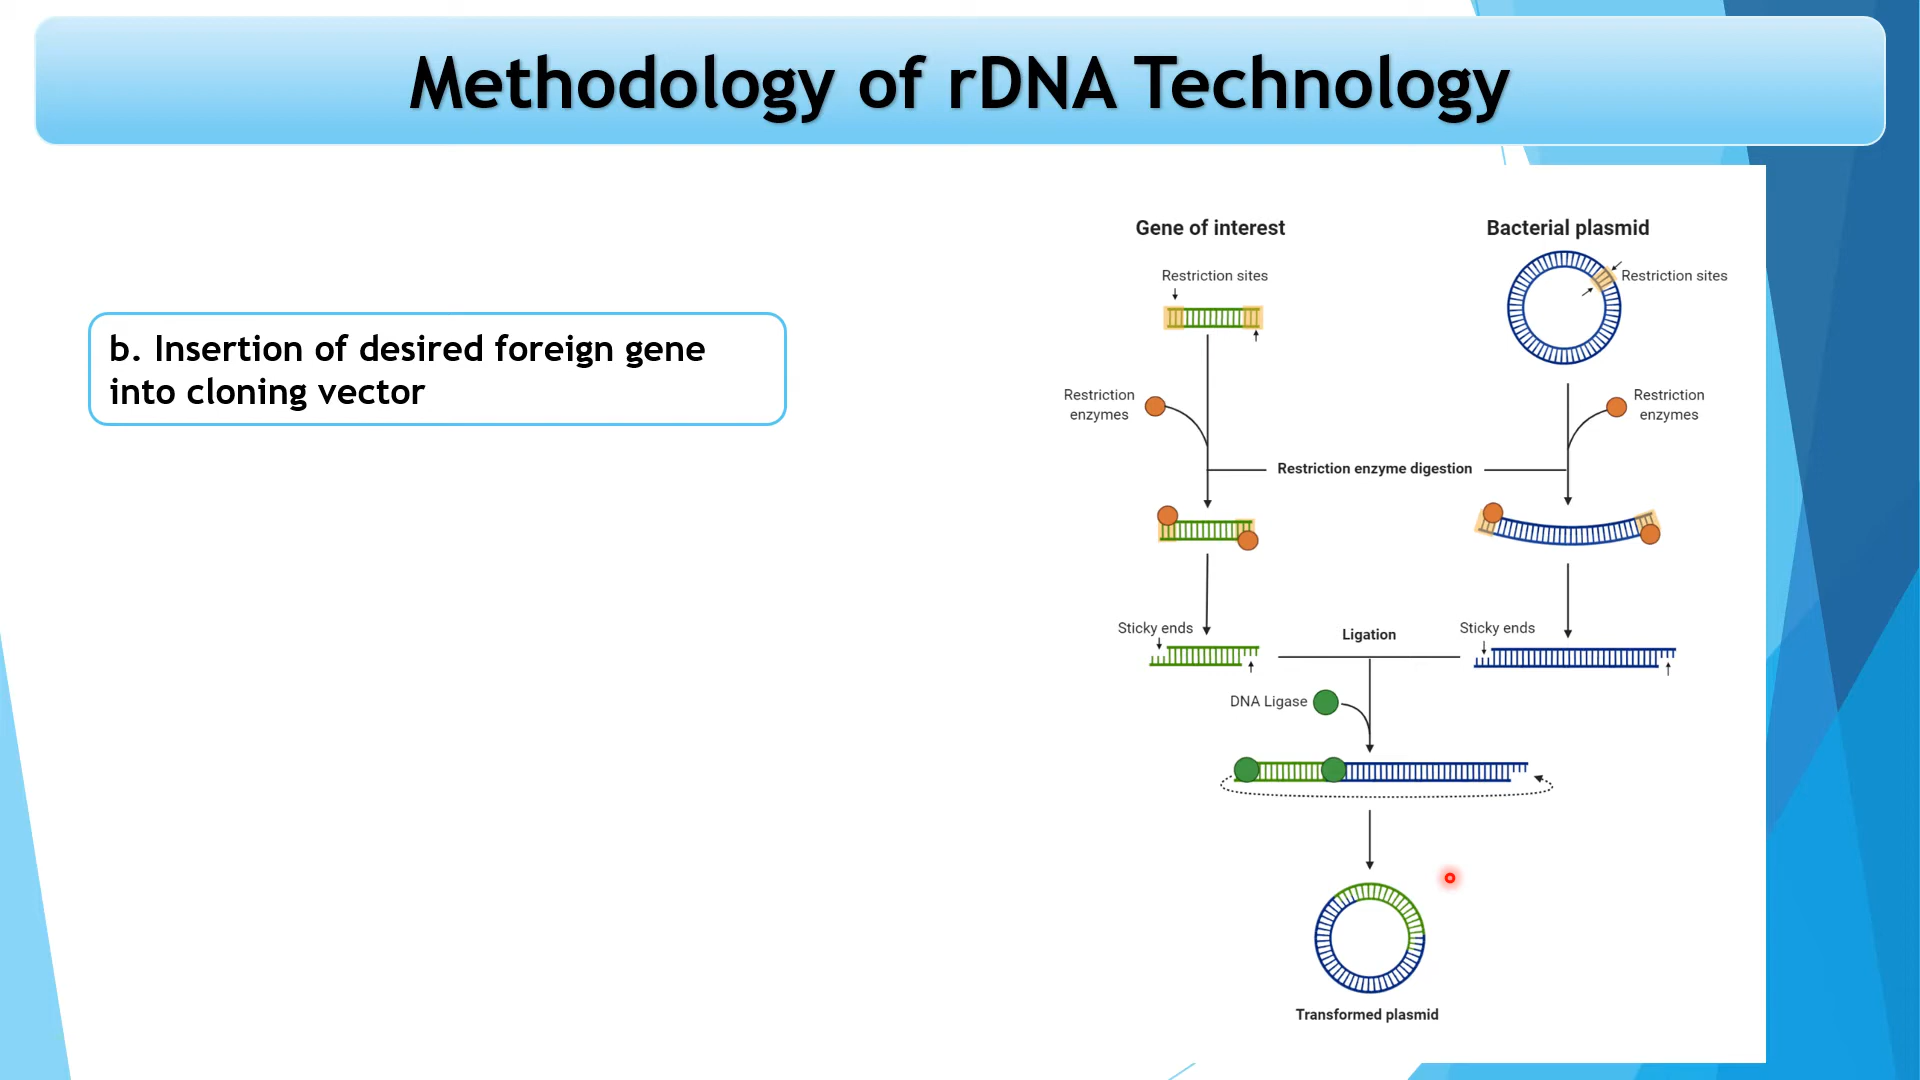 Methodology of rDNA Technology
b. Insertion of desired foreign gene
into cloning vector
Gene of interest
Bacterial plasmid
Restriction sites
Restriction sites
Restriction
enzymes
Restriction
enzymes
Restriction enzyme digestion
Sticky ends
Ligation
Sticky ends
DNA Ligase
Transformed plasmid